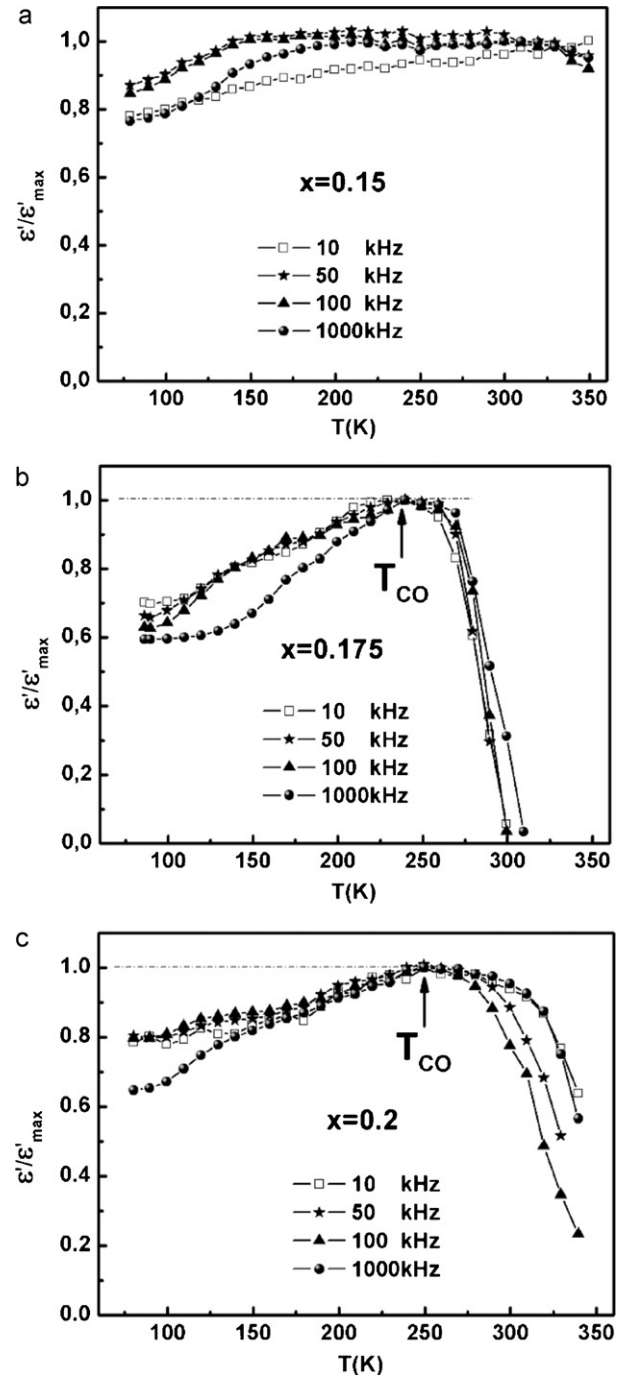 a
1,0
0,8
0,6
0,4
0,2
0,0
ε'/ε'max
x=0.15
10 kHz
50 kHz
100 kHz
1000kHz
100 150 200 250 300 350
T(K)
b
1,0
0,8
0,6
0,4
0,2
0,0
ε'/ε'max
TCO
x=0.175
10 kHz
50 kHz
100 kHz
1000kHz
100 150 200 250 300 350
T(K)
c
1.0
0.8
0.6
0.4
0.2
0.0
ε'/ε'max
TCO
x=0.2
10 kHz
50 kHz
100 kHz
1000kHz
100 150 200 250 300 350
T(K)